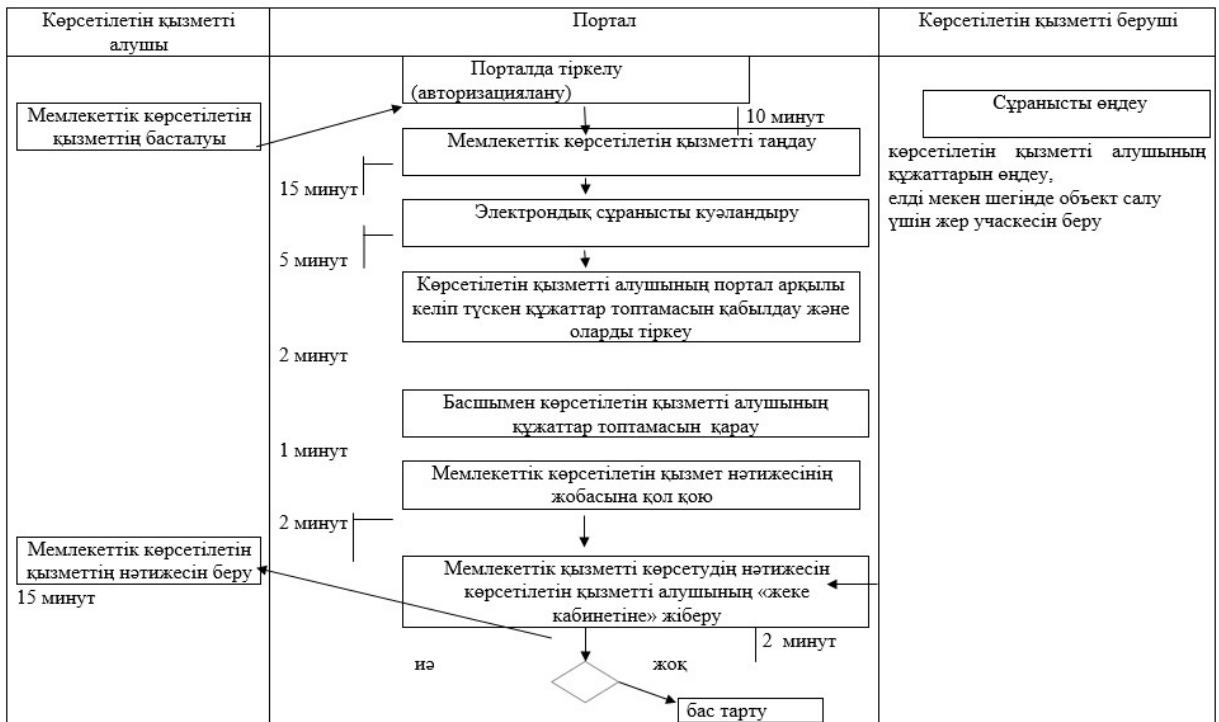 Көрсетілетін қызметті
алушы
Портал
Көрсетілетін қызметті беруші
Мемлекеттік көрсетілетін
қызметтің басталуы
Порталда тіркелу
(авторизациялану)
10 минут
Мемлекеттік көрсетілетін қызметті таңдау
15 минут
Электрондық сұранысты куәландыру
5 минут
Көрсетілетін қызметті алушының портал арқылы
келіп түскен құжаттар топтамасын қабылдау және
оларды тіркеу
2 минут
Басшымен көрсетілетін қызметті алушының
құжаттар топтамасын қарау
1 минут
Мемлекеттік көрсетілетін қызмет нәтижесінің
жобасына қол қою
2 минут
Мемлекеттік қызметті көрсетудің нәтижесін
көрсетілетін қызметті алушының «жеке
кабинетіне» жіберу
2 минут
иә
жоқ
бас тарту
Мемлекеттік көрсетілетін
қызметтің нәтижесін беру
15 минут
Сұранысты өңдеу
көрсетілетін қызметті алушының
құжаттарын өңдеу,
елді мекен шегінде объект салу
үшін жер учаскесін беру